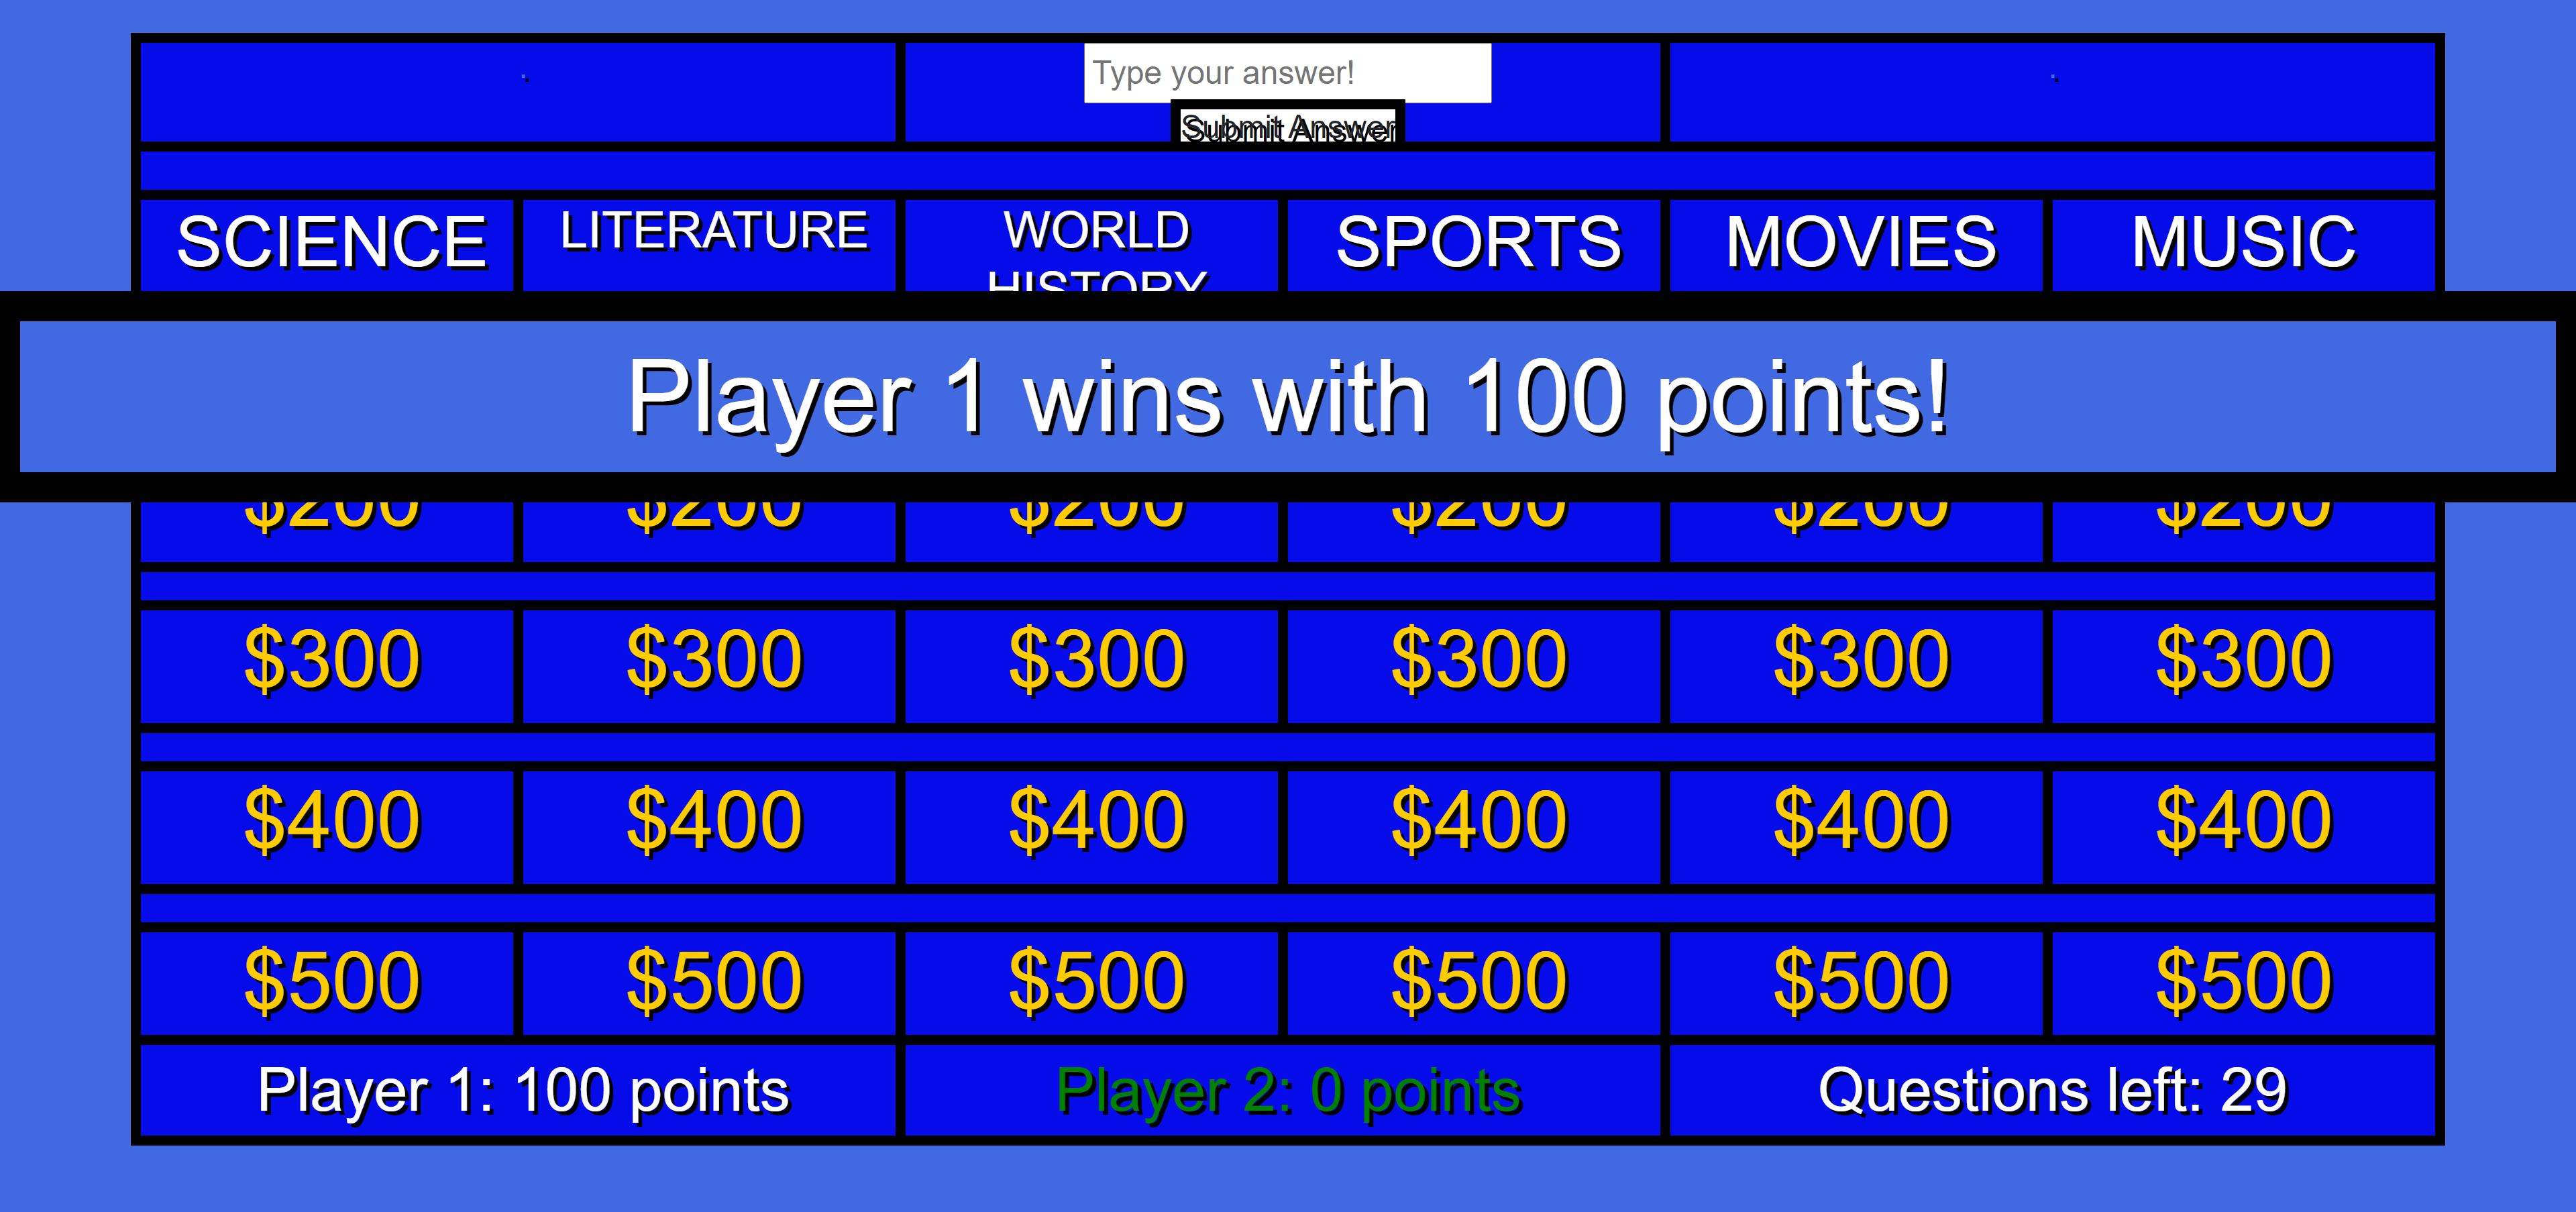 Type your answer!
Submit Answer
SCIENCE LITERATURE WORLD HISTORY SPORTS MOVIES MUSIC
Player 1 wins with 100 points!
$200 $200 $200 $200 $200 $200
$300 $300 $300 $300 $300 $300
$400 $400 $400 $400 $400 $400
$500 $500 $500 $500 $500 $500
Player 1: 100 points Player 2: 0 points Questions left: 29